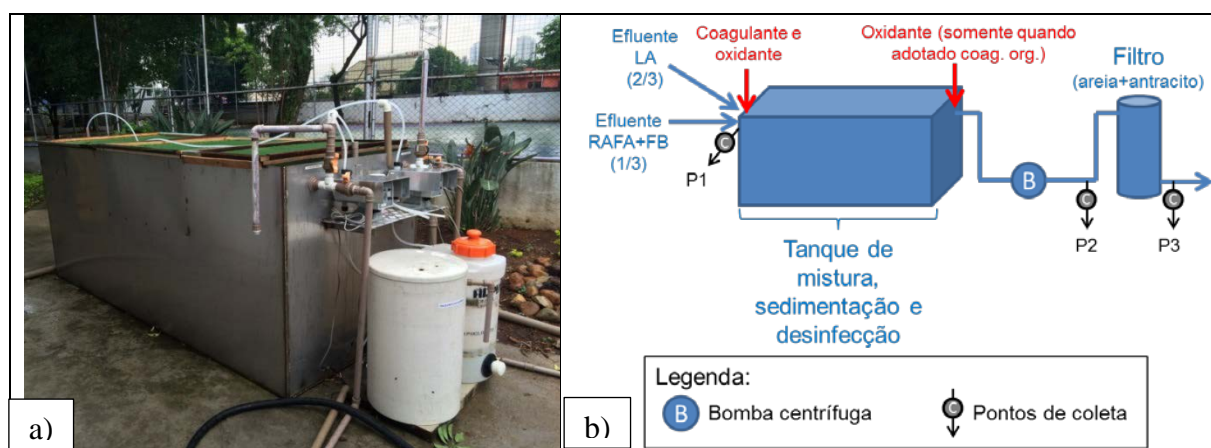 a)
b)
Efluente
LA
(2/3)
Efluente
RAFA+FB
(1/3)
Coagulante e
oxidante
Oxidante (somente quando
adotado coag. org.)
Filtro
(areia+antracito)
C
P1
B
C
P2
C
P3
Tanque de
mistura,
sedimentação e
desinfecção
Legenda:
B Bomba centrífuga
C Pontos de coleta